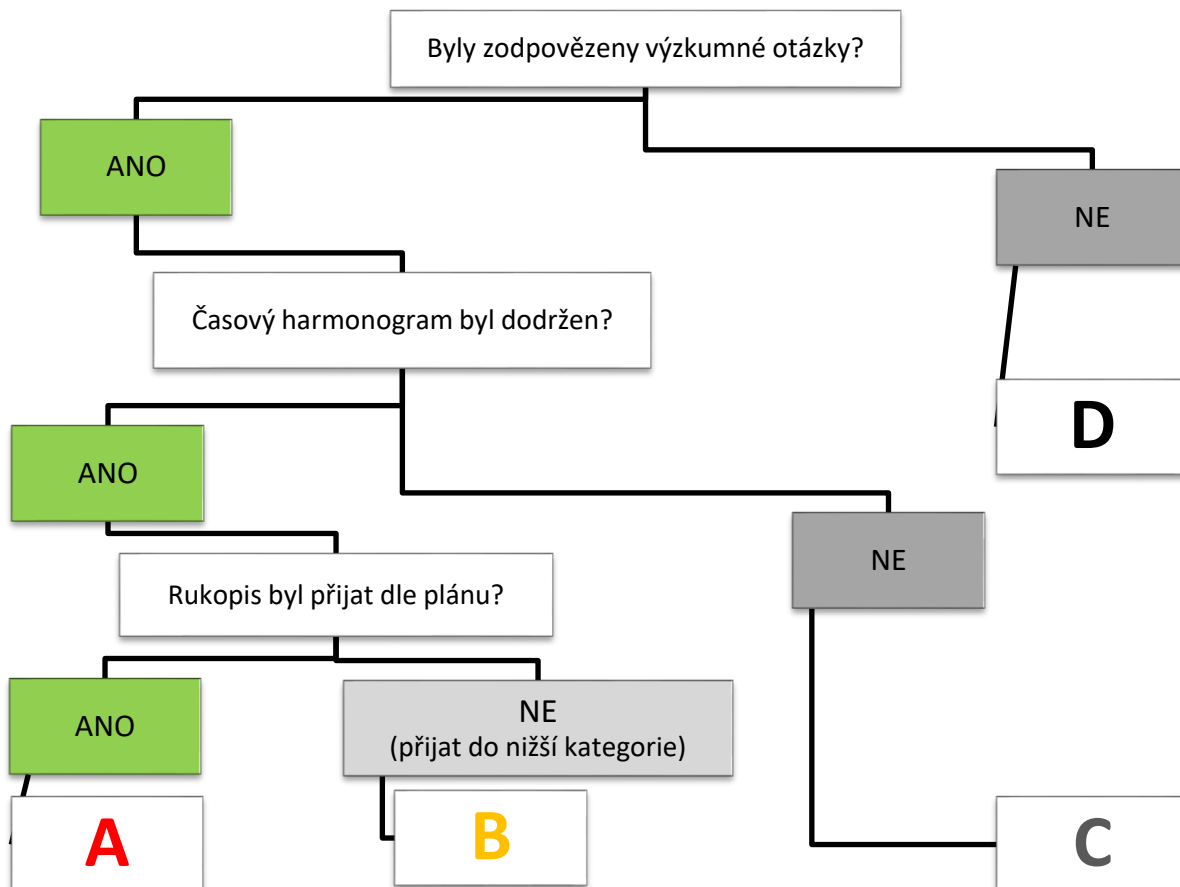 Byly zodpovězeny výzkumné otázky?
ANO
NE
Časový harmonogram byl dodržen?
D
ANO
NE
Rukopis byl přijat dle plánu?
ANO
NE
(přijat do nižší kategorie)
A
B
C